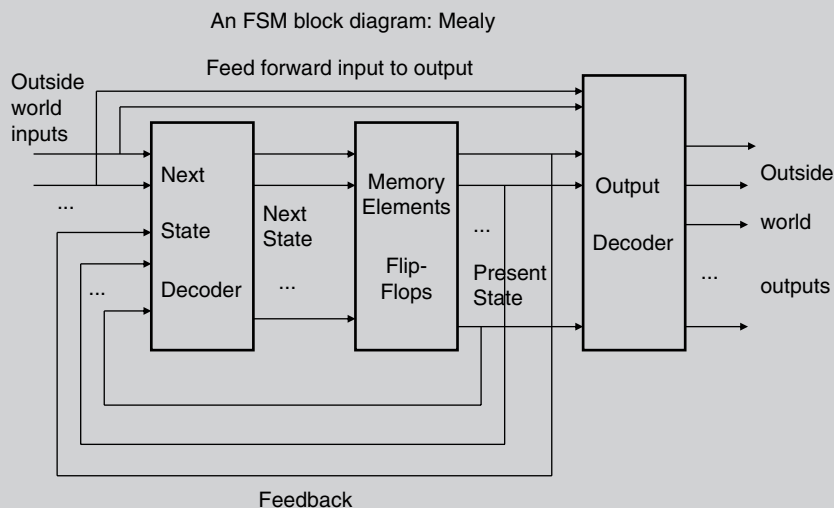 An FSM block diagram: Mealy
Feed forward input to output
Outside
world
inputs
...
Next
State
Decoder
...
Next
State
...
Memory
Elements
Flip-
Flops
...
Present
State
Output
Decoder
Outside
world
...
outputs
Feedback